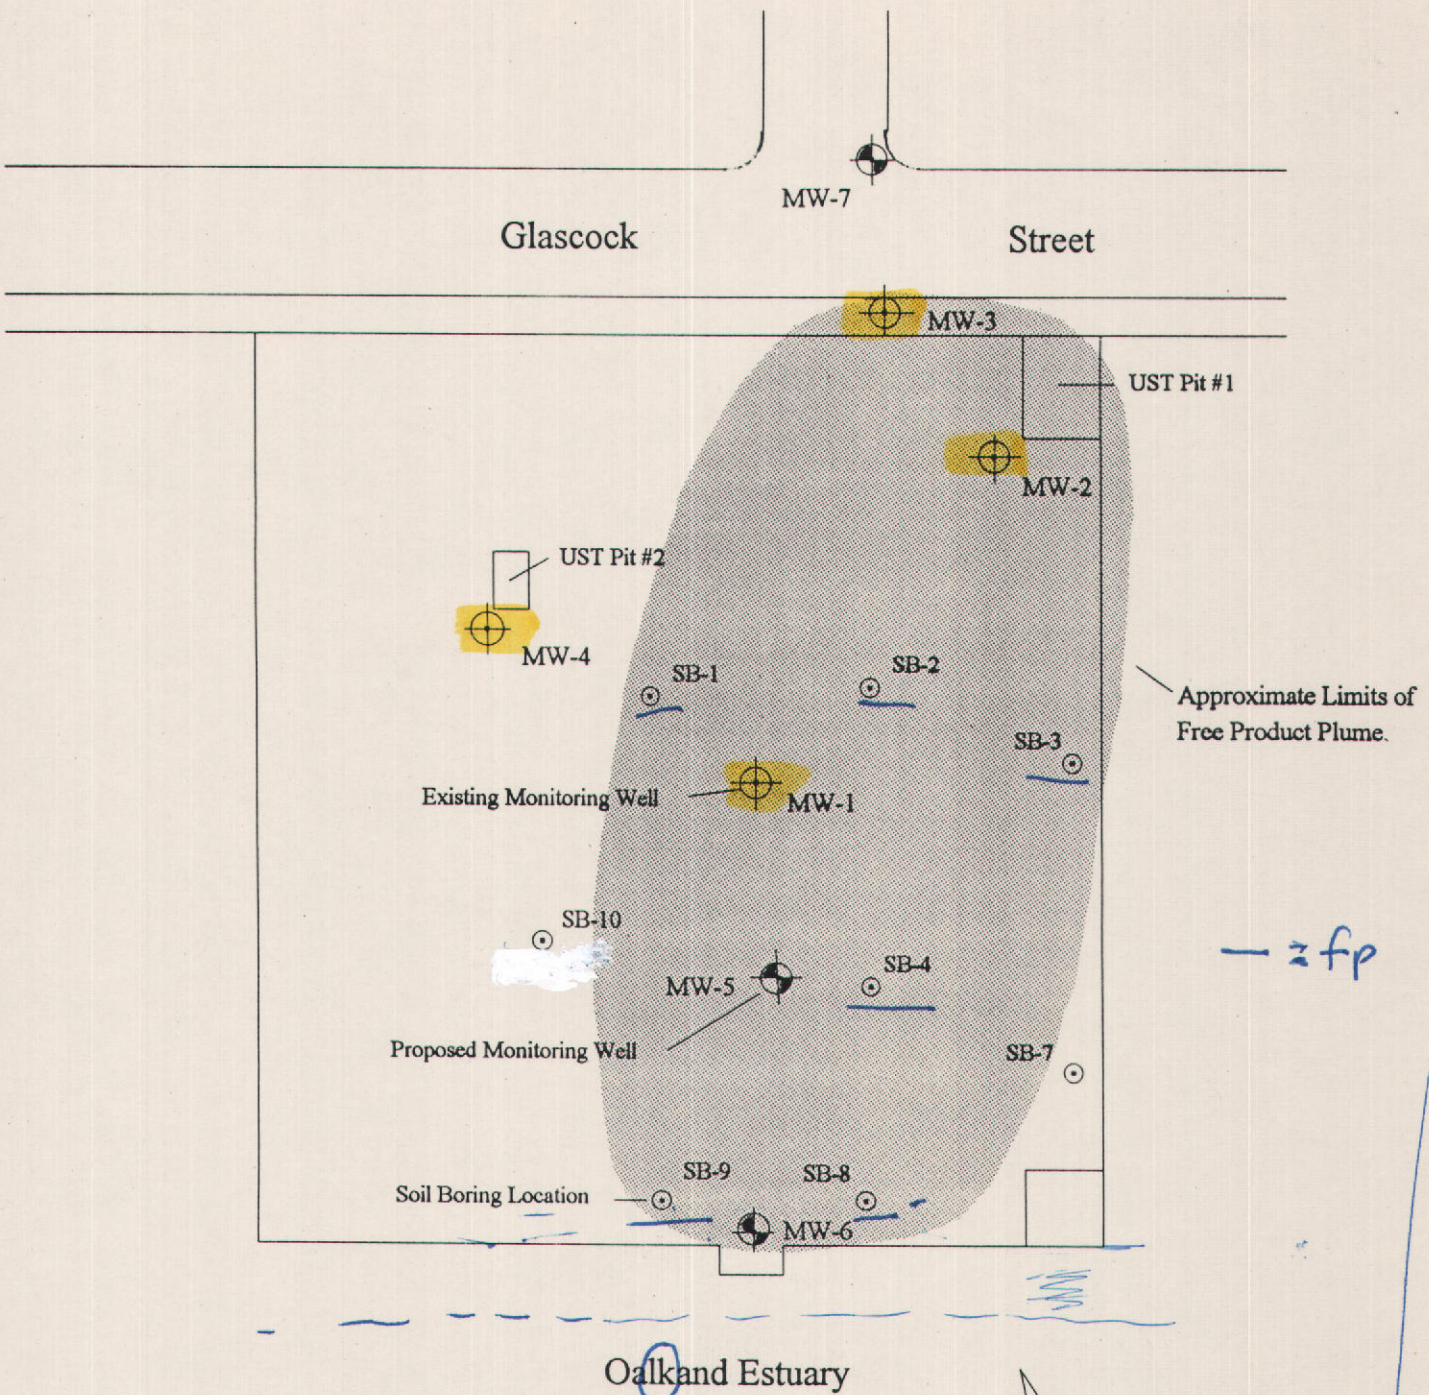 MW-7
Glascock Street
MW-3
UST Pit #1
MW-2
UST Pit #2
MW-4
SB-1
SB-2
Approximate Limits of
Free Product Plume.
SB-3
Existing Monitoring Well
MW-1
SB-10
fp
MW-5
SB-4
Proposed Monitoring Well
SB-7
SB-9
SB-8
Soil Boring Location
MW-6
Oalkand Estuary